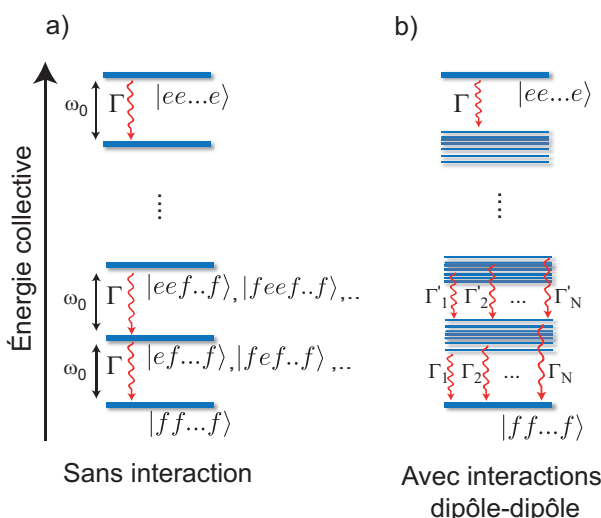 a)
b)
Énergie collective
ω₀
Γ
|ee...e⟩
Γ
|ee...e⟩
....
....
ω₀
Γ
|eef..f⟩,|feef..f⟩,..
Γ'₁
Γ'₂
...
Γ'N
ω₀
Γ
|ef...f⟩,|fef..f⟩,..
Γ₁
Γ₂
...
ΓN
|ff...f⟩
|ff...f⟩
Sans interaction
Avec interactions
dipôle-dipôle